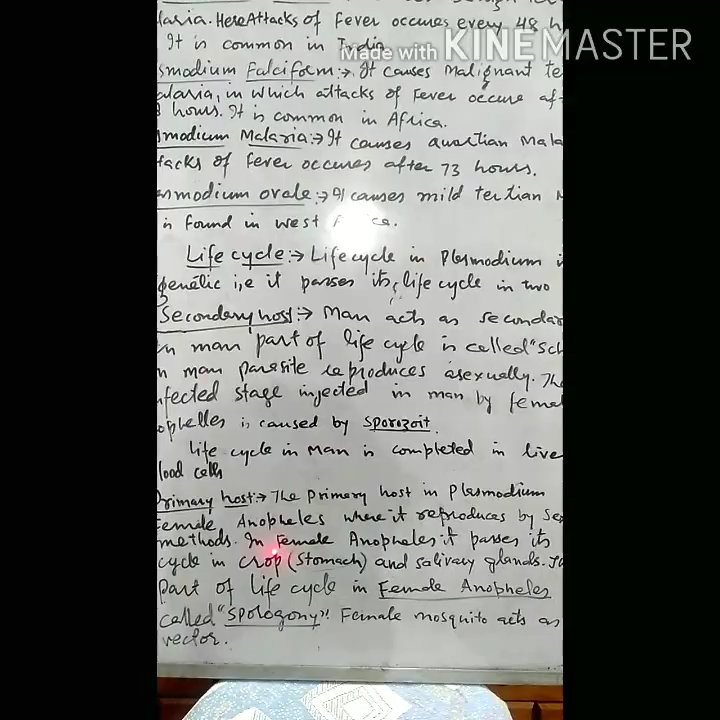 laria. Here Attacks of Fever occures every 48 h
It is common in India
Made with KINEMASTER
smodium Falciform:→ It causes Malignant te
alaria, in which attacks of Fever occure af
hours. It is common in Africa.
smodium Malaria:→ It causes quartian Mala
tacks of Fever occures after 73 hours.
smodium ovale:→ It causes mild tertian M
is found in west
Life cycle:→ Lifecycle in Plasmodium i
genetic i,e it passes its life cycle in two
Secondary host:→ Man acts as secondar
In man part of life cycle is called "Sch
n man parasite reproduces asexually. The
nfected stage injected in man by femal
ophelles is caused by Sporozoit.
Life cycle in Man is completed in live
lood cells
Primary host:→ The Primary host in Plasmodium
Female Anopheles where it reproduces by Se
methods. In Female Anopheles it passes its
cycle in crop (Stomach) and salivary glands.
part of life cycle in Female Anopheles
called "Spologony". Female mosquito acts as
vector.